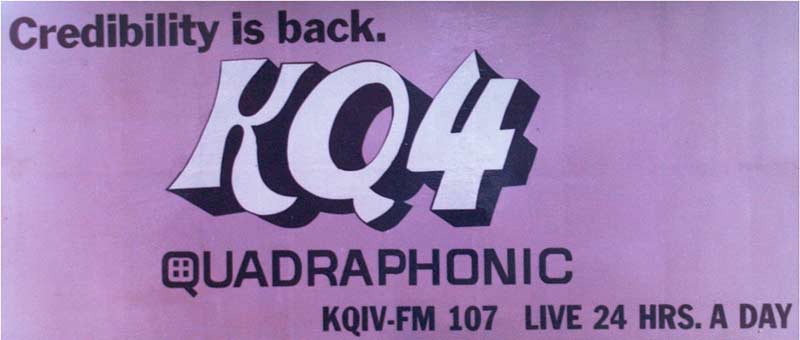 Credibility is back.
KQ4
QUADRAPHONIC
KQIV-FM 107 LIVE 24 HRS. A DAY